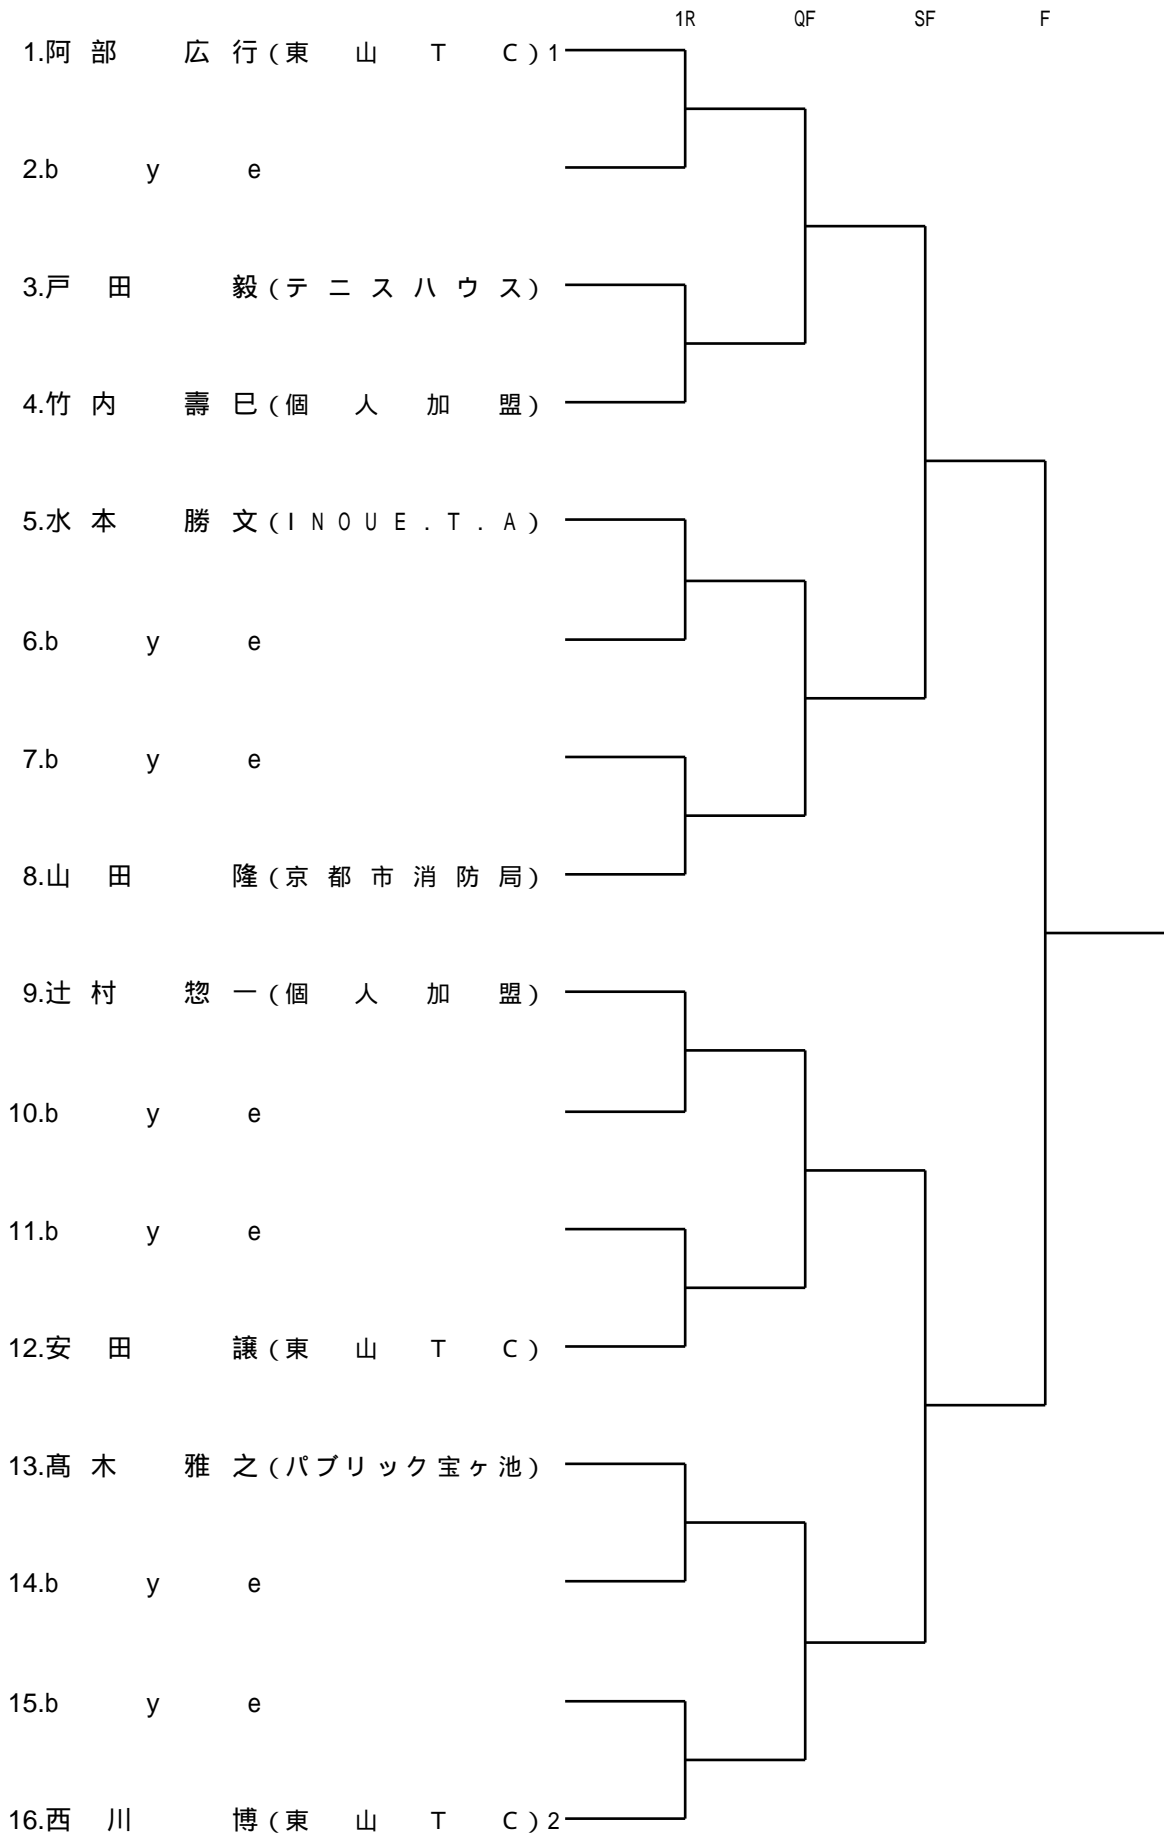 1R QF SF F
1.阿部 広行(東山TC)1
2.bye
3.戸田 毅(テニスハウス)
4.竹内 壽巳(個人加盟)
5.水本 勝文(INOUE.T.A)
6.bye
7.bye
8.山田 隆(京都市消防局)
9.辻村 惣一(個人加盟)
10.bye
11.bye
12.安田 譲(東山TC)
13.髙木 雅之(パブリック宝ヶ池)
14.bye
15.bye
16.西川 博(東山TC)2